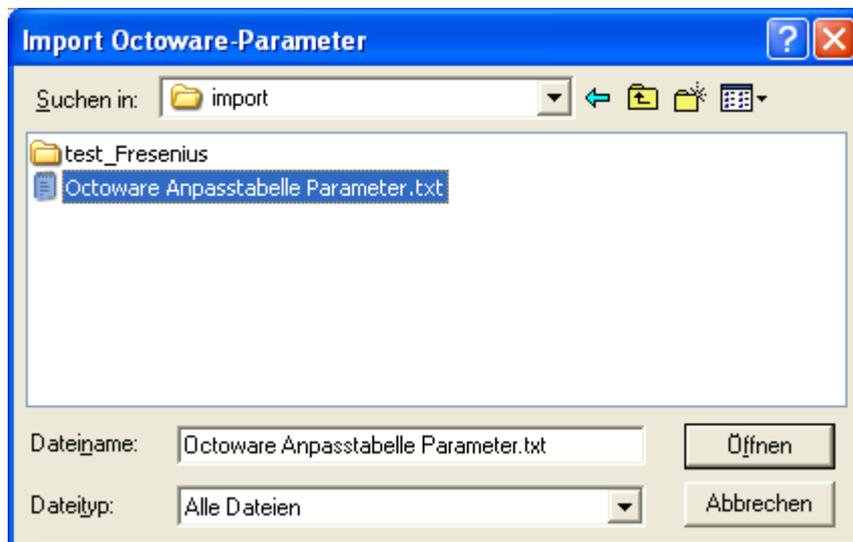 Import Octoware-Parameter
Suchen in: import
test_Fresenius
Octoware Anpasstabelle Parameter.txt
Dateiname: Octoware Anpasstabelle Parameter.txt Öffnen
Dateityp: Alle Dateien Abbrechen